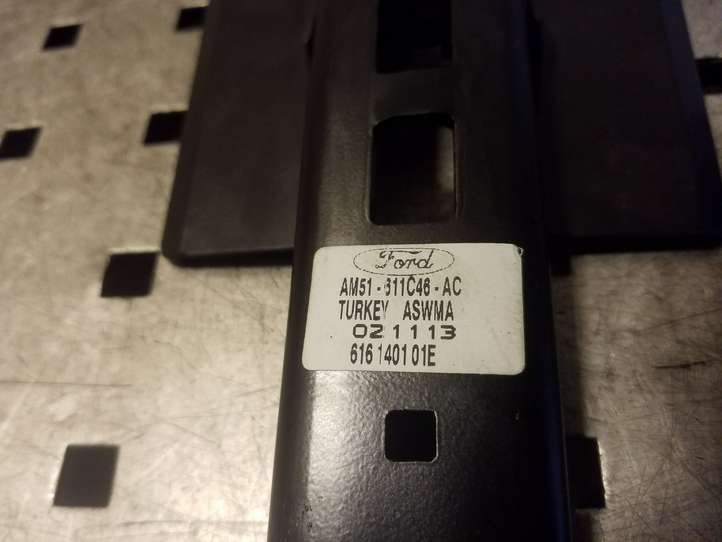 Ford
AM51-611C46-AC
TURKEY ASWMA
021113
616 1401 01E